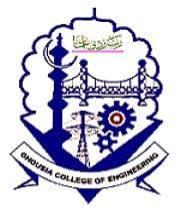 رَبِّ زِدْنِي عِلْمًا
GHOUSIA COLLEGE OF ENGINEERING